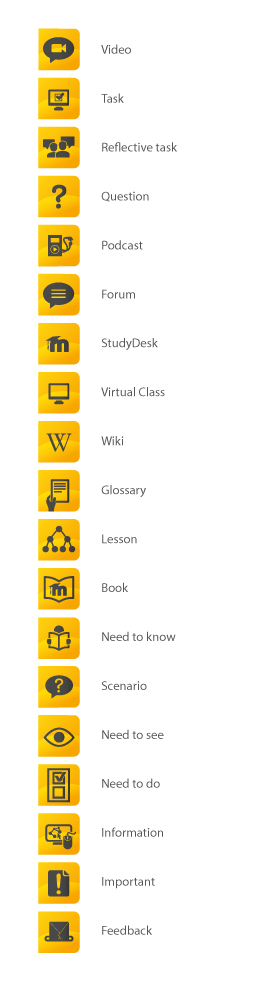 Video
Task
Reflective task
? Question
Podcast
Forum
m StudyDesk
Virtual Class
W Wiki
Glossary
Lesson
m Book
Need to know
? Scenario
Need to see
Need to do
Information
! Important
Feedback